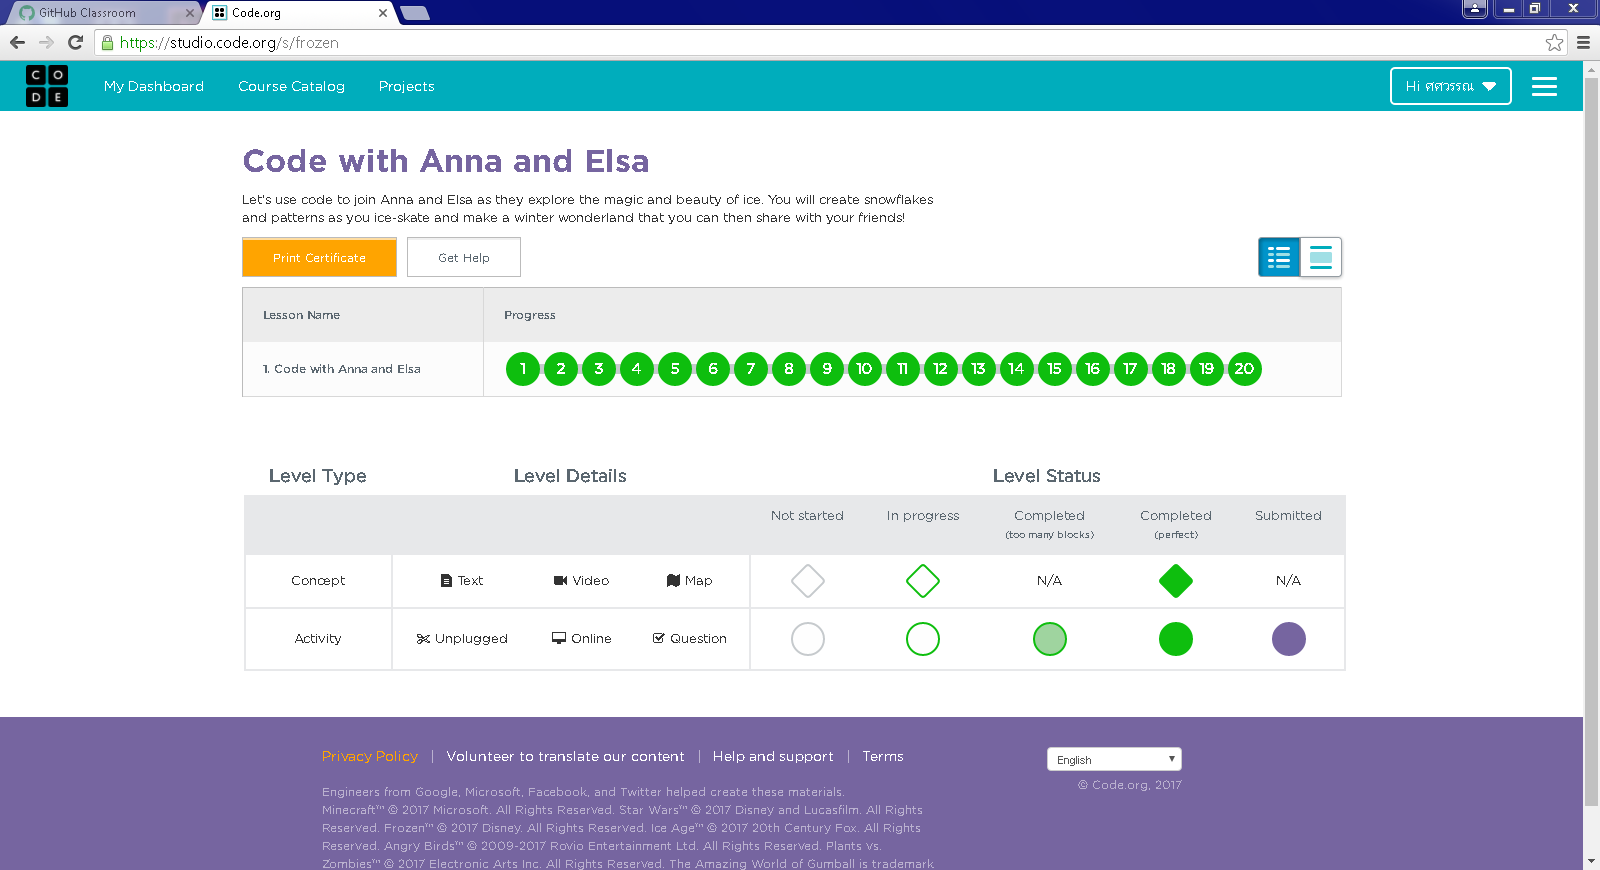 GitHub Classroom
Code.org
https://studio.code.org/s/frozen
CODE
My Dashboard
Course Catalog
Projects
Hi ศศวรรณ
Code with Anna and Elsa
Let's use code to join Anna and Elsa as they explore the magic and beauty of ice. You will create snowflakes
and patterns as you ice-skate and make a winter wonderland that you can then share with your friends!
Print Certificate
Get Help
Lesson Name
Progress
1. Code with Anna and Elsa
1 2 3 4 5 6 7 8 9 10 11 12 13 14 15 16 17 18 19 20
Level Type
Level Details
Level Status
Not started
In progress
Completed
(too many blocks)
Completed
(perfect)
Submitted
Concept
Text
Video
Map
N/A
N/A
Activity
Unplugged
Online
Question
Privacy Policy | Volunteer to translate our content | Help and support | Terms
English
© Code.org, 2017
Engineers from Google, Microsoft, Facebook, and Twitter helped create these materials.
Minecraft™ © 2017 Microsoft. All Rights Reserved. Star Wars™ © 2017 Disney and Lucasfilm. All Rights
Reserved. Frozen™ © 2017 Disney. All Rights Reserved. Ice Age™ © 2017 20th Century Fox. All Rights
Reserved. Angry Birds™ © 2009-2017 Rovio Entertainment Ltd. All Rights Reserved. Plants vs.
Zombies™ © 2017 Electronic Arts Inc. All Rights Reserved. The Amazing World of Gumball is trademark